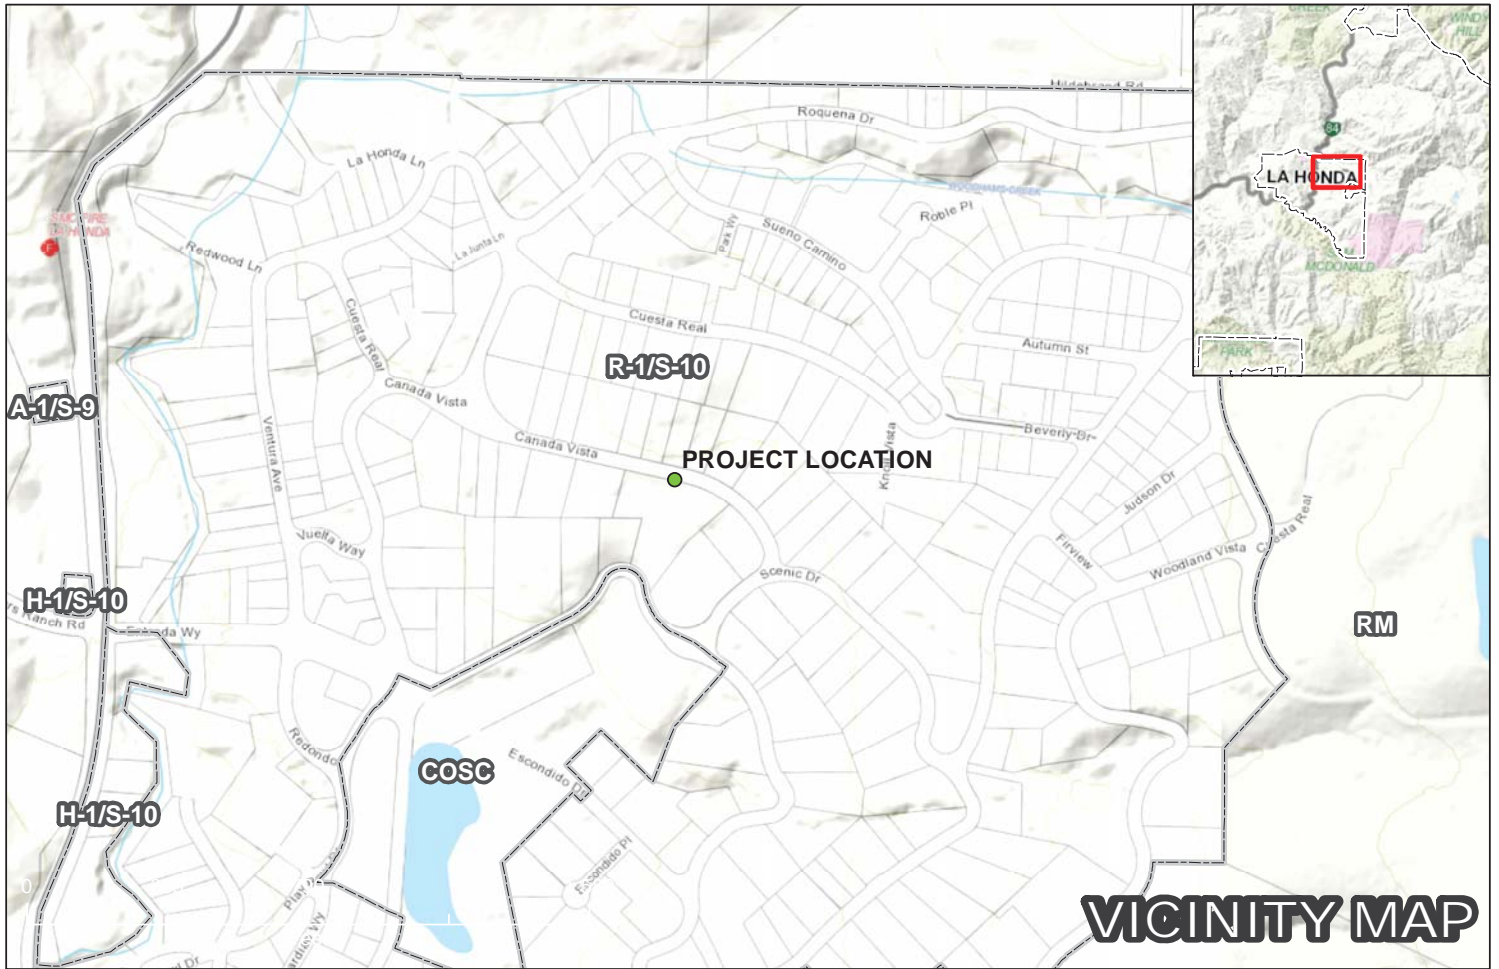 CREEK
WINDY
HILL
84
LA HONDA
SAM
MCDONALD
PARK
Hildebrand Rd
Roquena Dr
La Honda Ln
WOODHAMS CREEK
Roble Pl
SMC FIRE
LA HONDA
F
Park Wy
Sueno Camino
La Junta Ln
Redwood Ln
Cuesta Real
Cuesta Real
Autumn St
R-1/S-10
Canada Vista
A-1/S-9
Ventura Ave
Canada Vista
Knoll Vista
Beverly Dr
PROJECT LOCATION
Judson Dr
Cuesta Real
Vuelta Way
Firview
Woodland Vista
Scenic Dr
H-1/S-10
rs Ranch Rd
Entrada Wy
RM
Redondo
Escondido Dr
COSC
H-1/S-10
Escondido Pl
0
VICINITY MAP